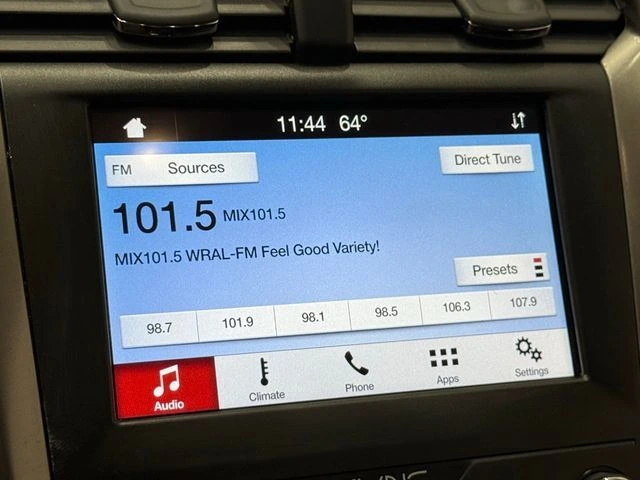 11:44 64°
FM Sources Direct Tune
101.5 MIX101.5
MIX101.5 WRAL-FM Feel Good Variety!
Presets
98.7 101.9 98.1 98.5 106.3 107.9
Audio Climate Phone Apps Settings